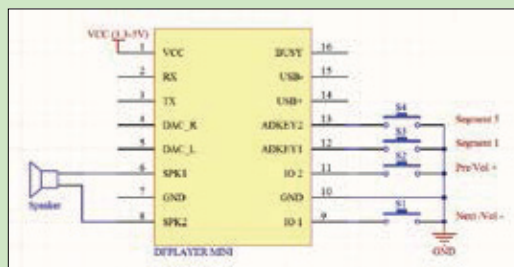 VCC (3.3-5V)
1 VCC BUSY 16
2 RX USB- 15
3 TX USB+ 14
4 DAC_R ADKEY2 13 S4 Segment 5
5 DAC_L ADKEY1 12 S3 Segment 1
6 SPK1 IO 2 11 S2 Pre/Vol +
7 GND GND 10
8 SPK2 IO 1 9 S1 Next/Vol -
Speaker
GND
DFPLAYER MINI